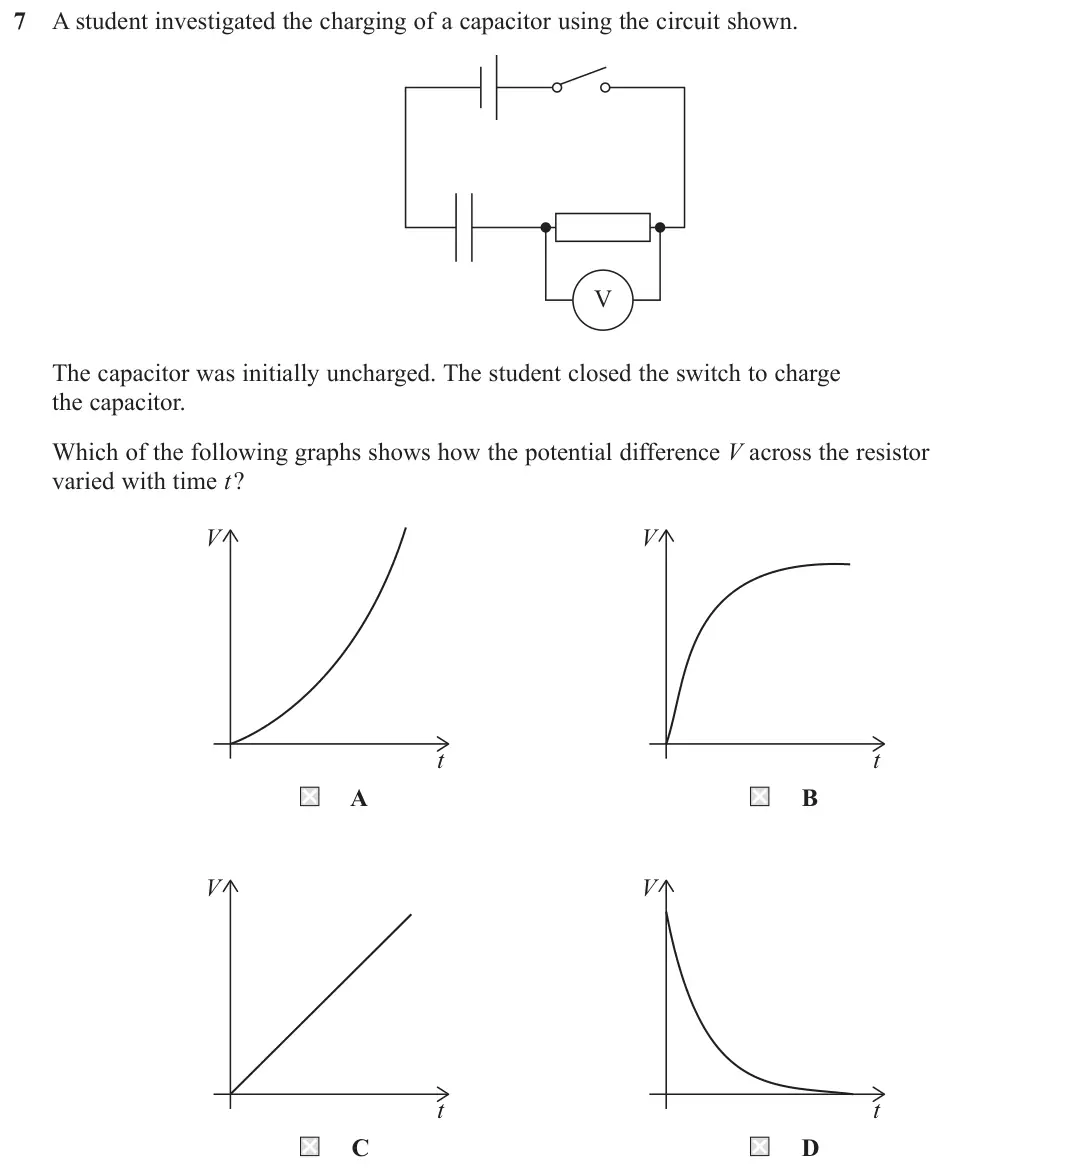 7 A student investigated the charging of a capacitor using the circuit shown.
V
The capacitor was initially uncharged. The student closed the switch to charge
the capacitor.
Which of the following graphs shows how the potential difference V across the resistor
varied with time t?
V
t
A
V
t
B
V
t
C
V
t
D